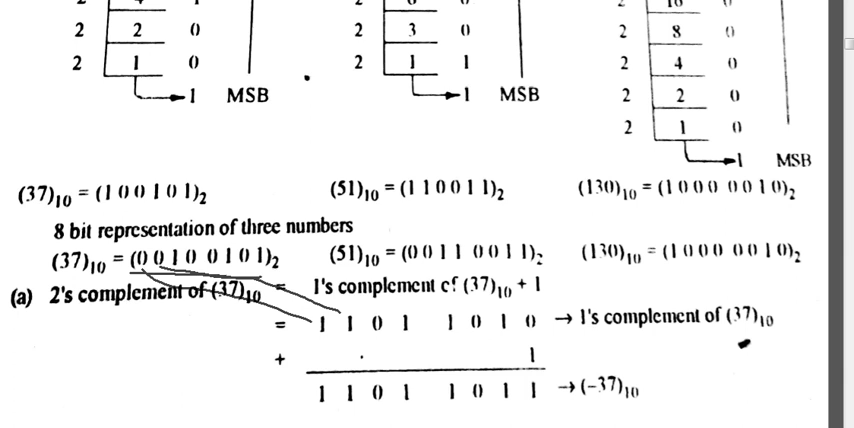 2 2 0 2 3 0 2 8 0
2 1 0 2 1 1 2 4 0
1 MSB 1 MSB 2 2 0
2 1 0
1 MSB
(37)10 = (1 0 0 1 0 1)2 (51)10 = (1 1 0 0 1 1)2 (130)10 = (1 0 0 0 0 0 1 0)2
8 bit representation of three numbers
(37)10 = (0 0 1 0 0 1 0 1)2 (51)10 = (0 0 1 1 0 0 1 1)2 (130)10 = (1 0 0 0 0 0 1 0)2
(a) 2's complement of (37)10 = 1's complement of (37)10 + 1
= 1 1 0 1 1 0 1 0 → 1's complement of (37)10
+ 1
1 1 0 1 1 0 1 1 → (−37)10